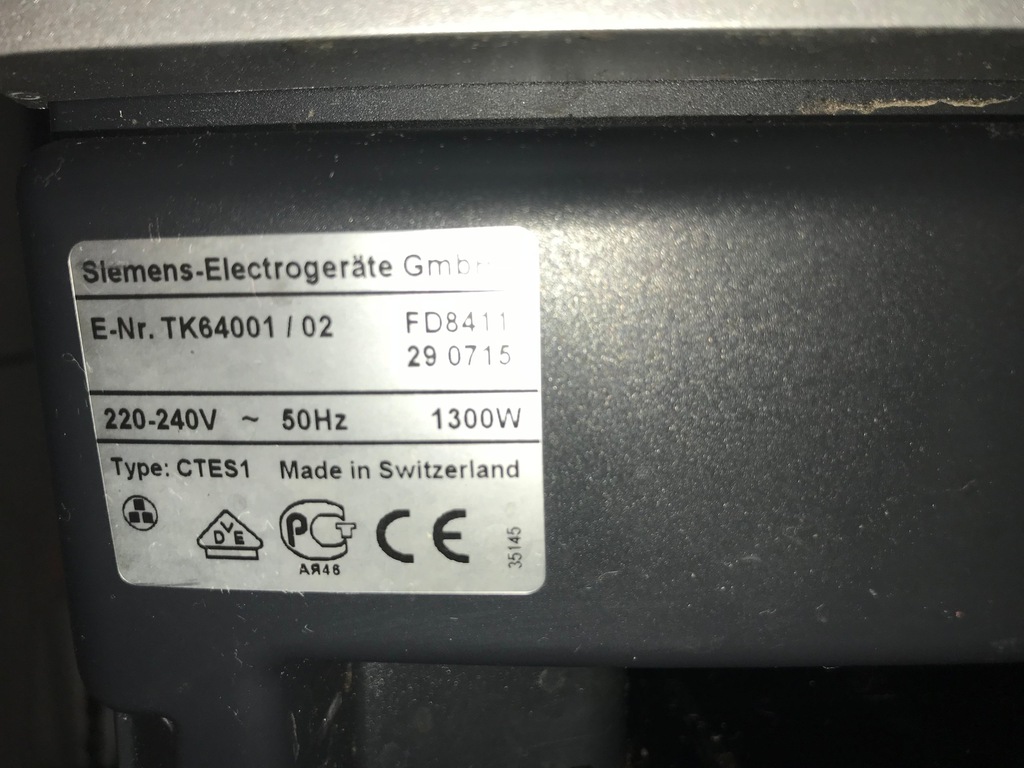 Siemens-Electrogeräte Gmb
E-Nr. TK64001 / 02 FD8411
29 0715
220-240V ~ 50Hz 1300W
Type: CTES1 Made in Switzerland
DVE PCT CE
АЯ46
35145